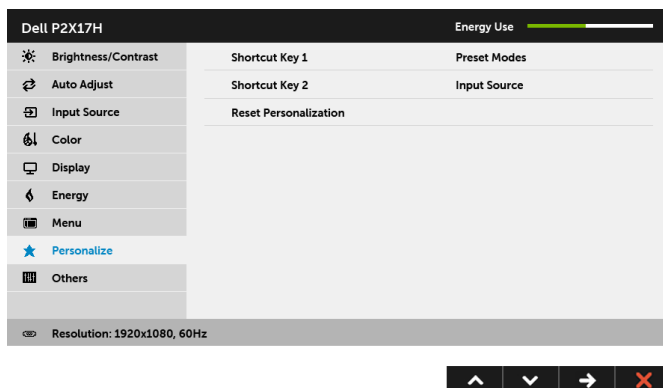 Dell P2X17H Energy Use
Brightness/Contrast Shortcut Key 1 Preset Modes
Auto Adjust Shortcut Key 2 Input Source
Input Source Reset Personalization
Color
Display
Energy
Menu
Personalize
Others
Resolution: 1920x1080, 60Hz